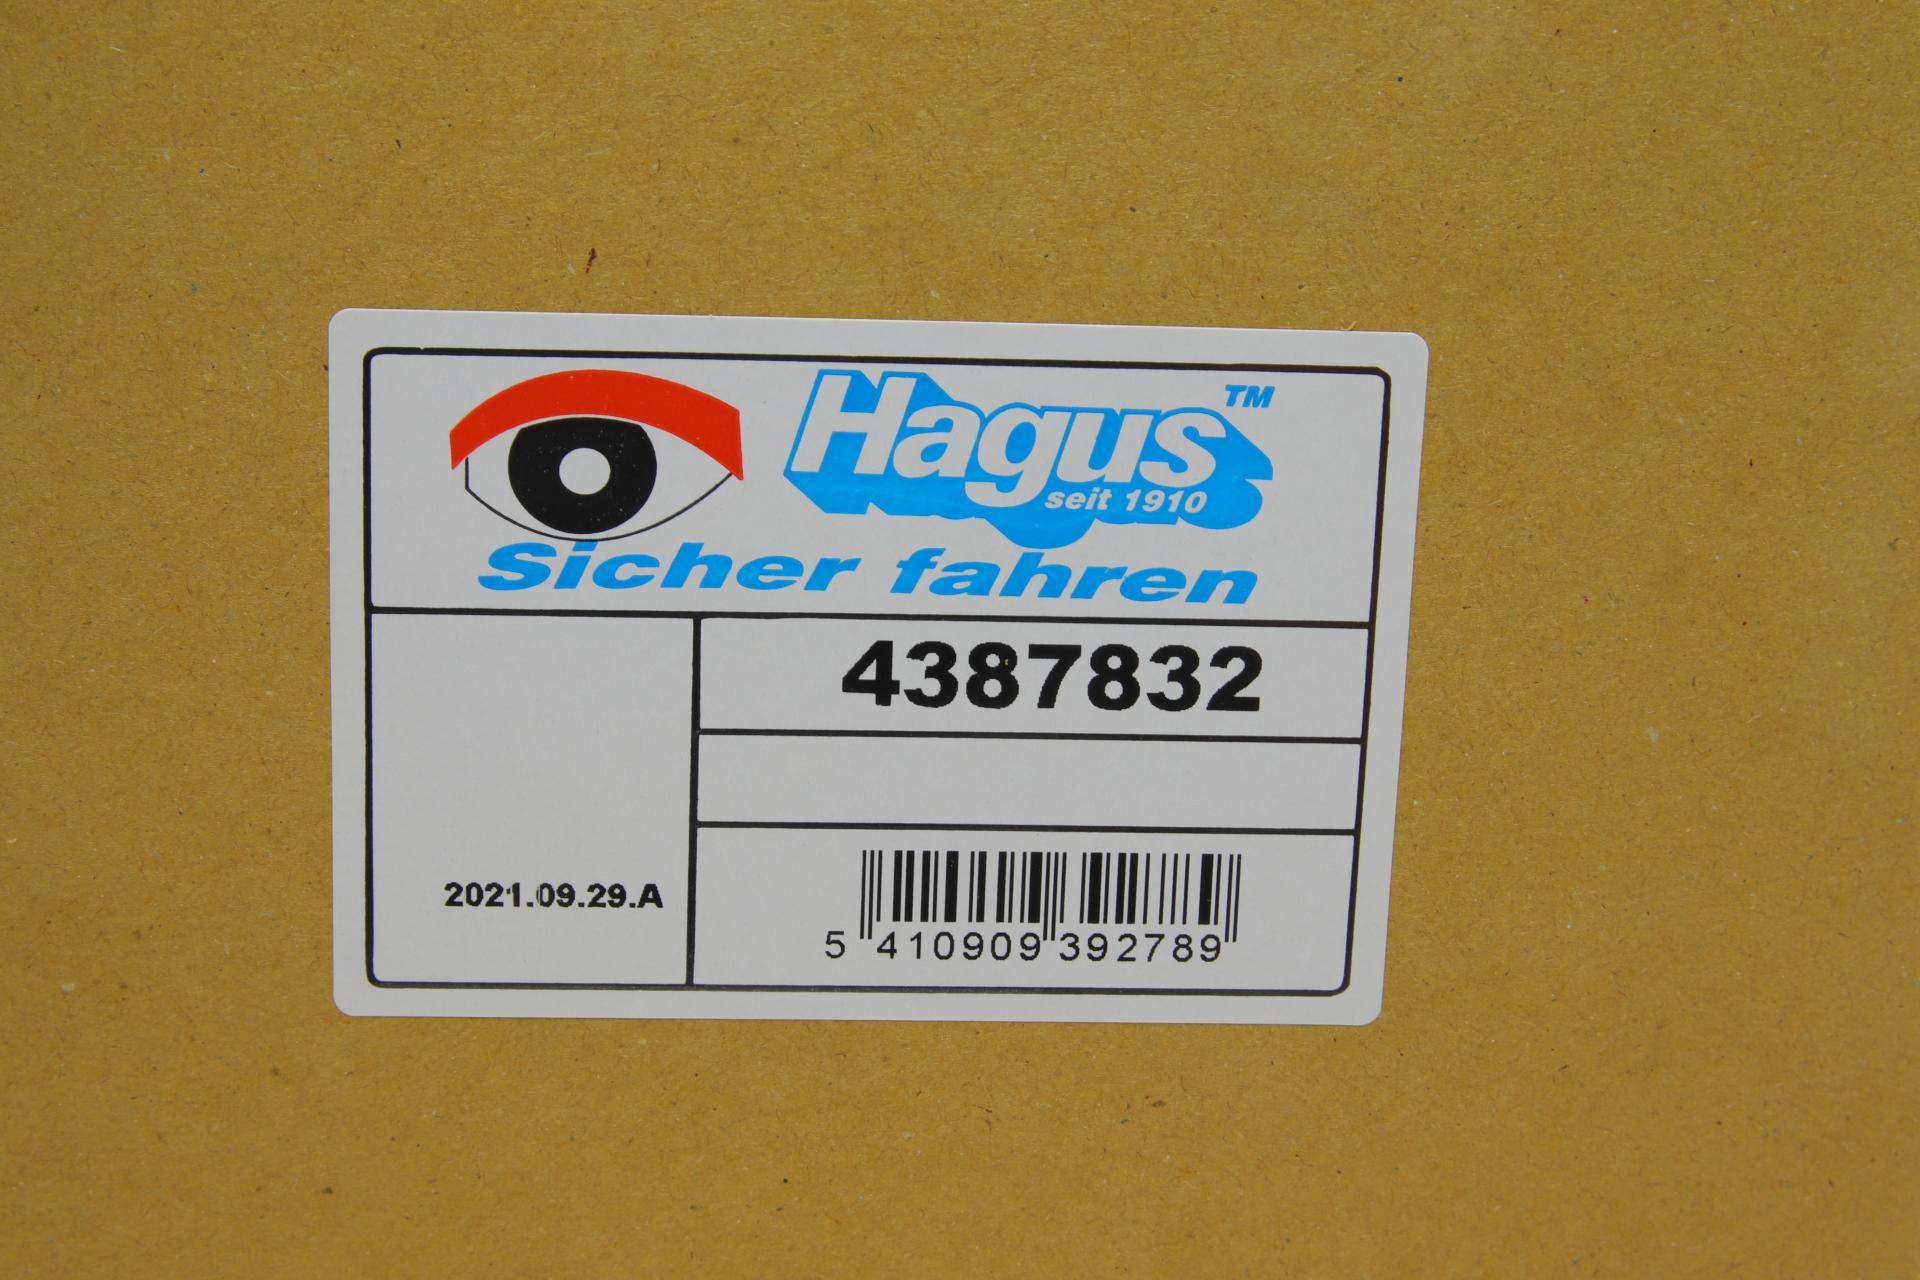 Hagus™
seit 1910
Sicher fahren
4387832
2021.09.29.A
5 410909 392789